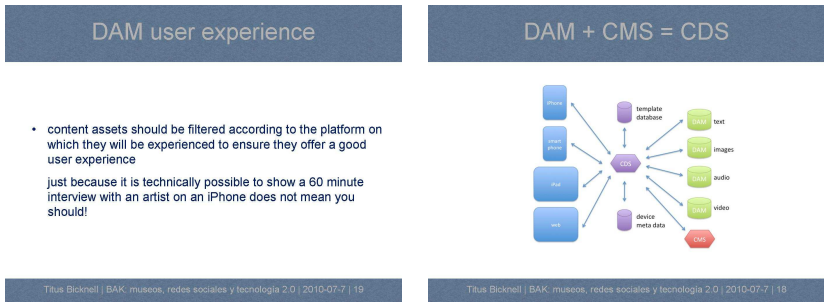 DAM user experience
• content assets should be filtered according to the platform on
which they will be experienced to ensure they offer a good
user experience
just because it is technically possible to show a 60 minute
interview with an artist on an iPhone does not mean you
should!
Titus Bicknell | BAK: museos, redes sociales y tecnología 2.0 | 2010-07-7 | 19
DAM + CMS = CDS
iPhone
smart
phone
iPad
web
template
database
CDS
device
meta data
DAM text
DAM images
DAM audio
DAM video
CMS
Titus Bicknell | BAK: museos, redes sociales y tecnología 2.0 | 2010-07-7 | 18